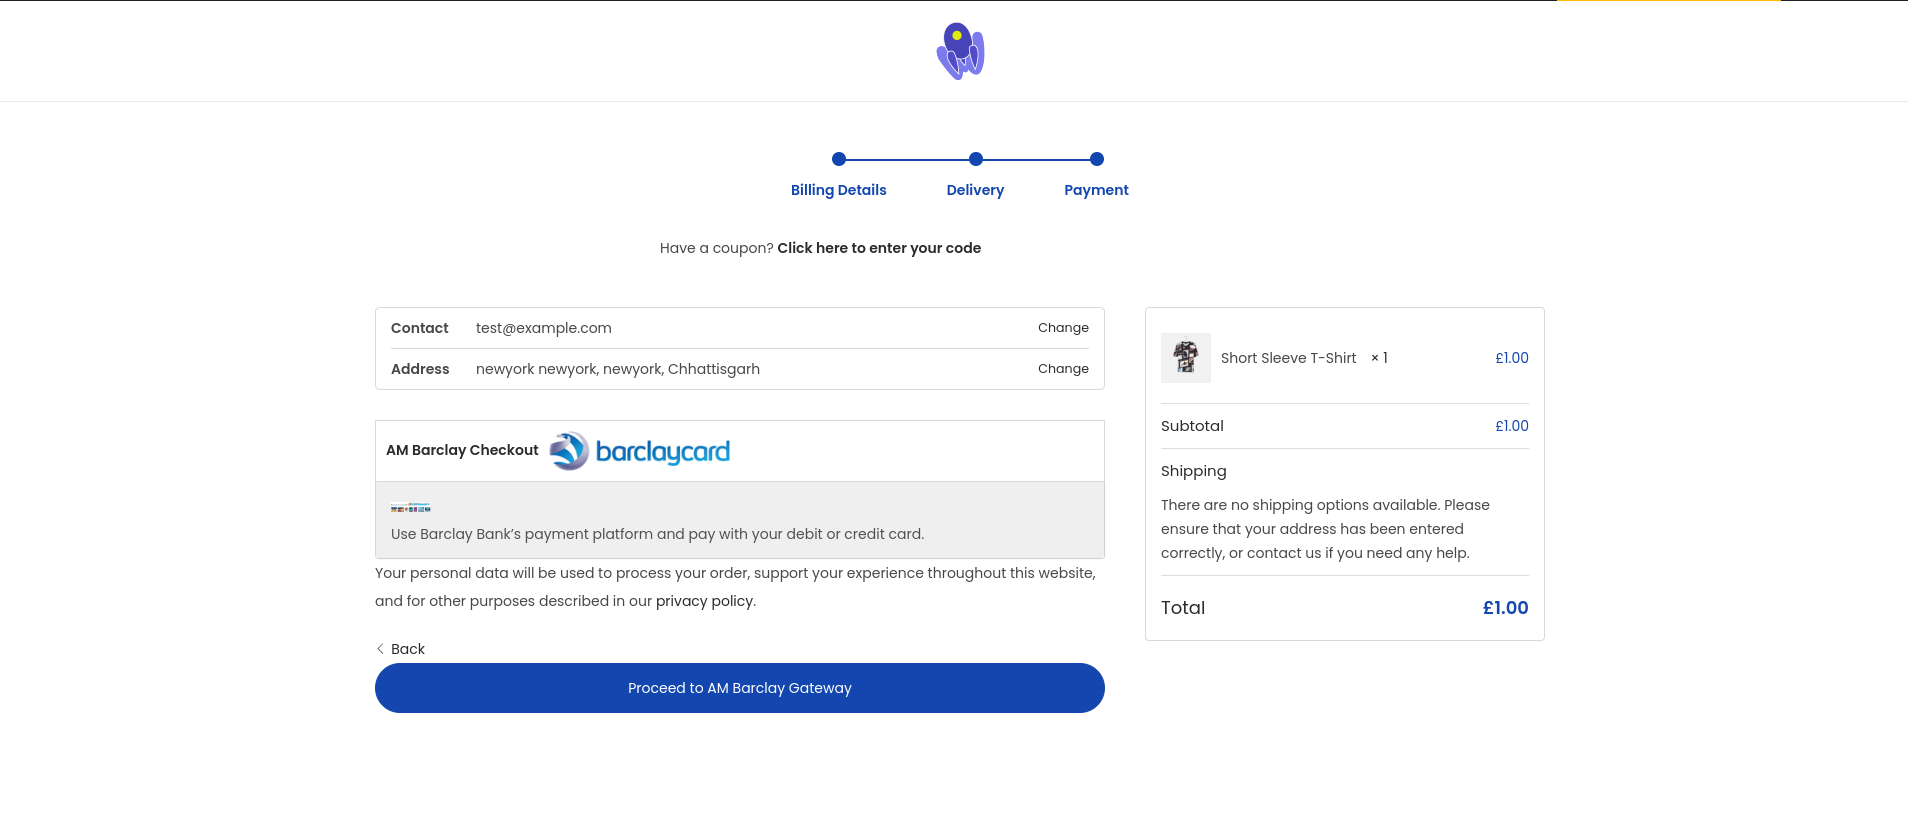 Billing Details Delivery Payment
Have a coupon? Click here to enter your code
Contact test@example.com Change
Address newyork newyork, newyork, Chhattisgarh Change
AM Barclay Checkout barclaycard
Use Barclay Bank’s payment platform and pay with your debit or credit card.
Your personal data will be used to process your order, support your experience throughout this website,
and for other purposes described in our privacy policy.
Back
Proceed to AM Barclay Gateway
Short Sleeve T-Shirt × 1 £1.00
Subtotal £1.00
Shipping
There are no shipping options available. Please
ensure that your address has been entered
correctly, or contact us if you need any help.
Total £1.00